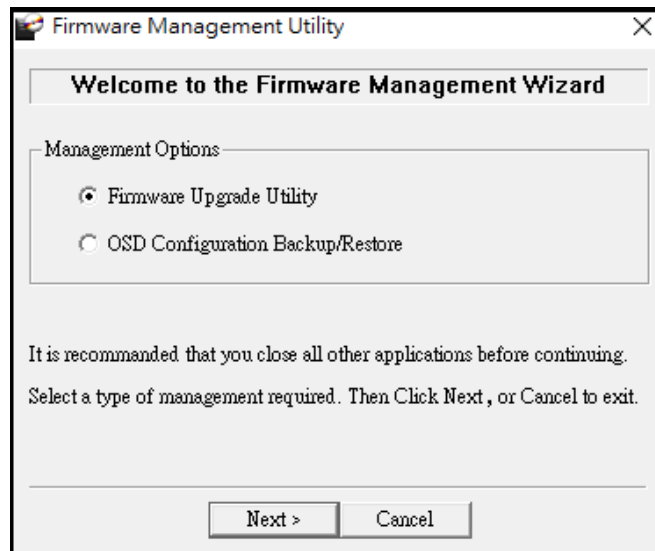 Firmware Management Utility
Welcome to the Firmware Management Wizard
Management Options
Firmware Upgrade Utility
OSD Configuration Backup/Restore
It is recommanded that you close all other applications before continuing.
Select a type of management required. Then Click Next, or Cancel to exit.
Next >
Cancel